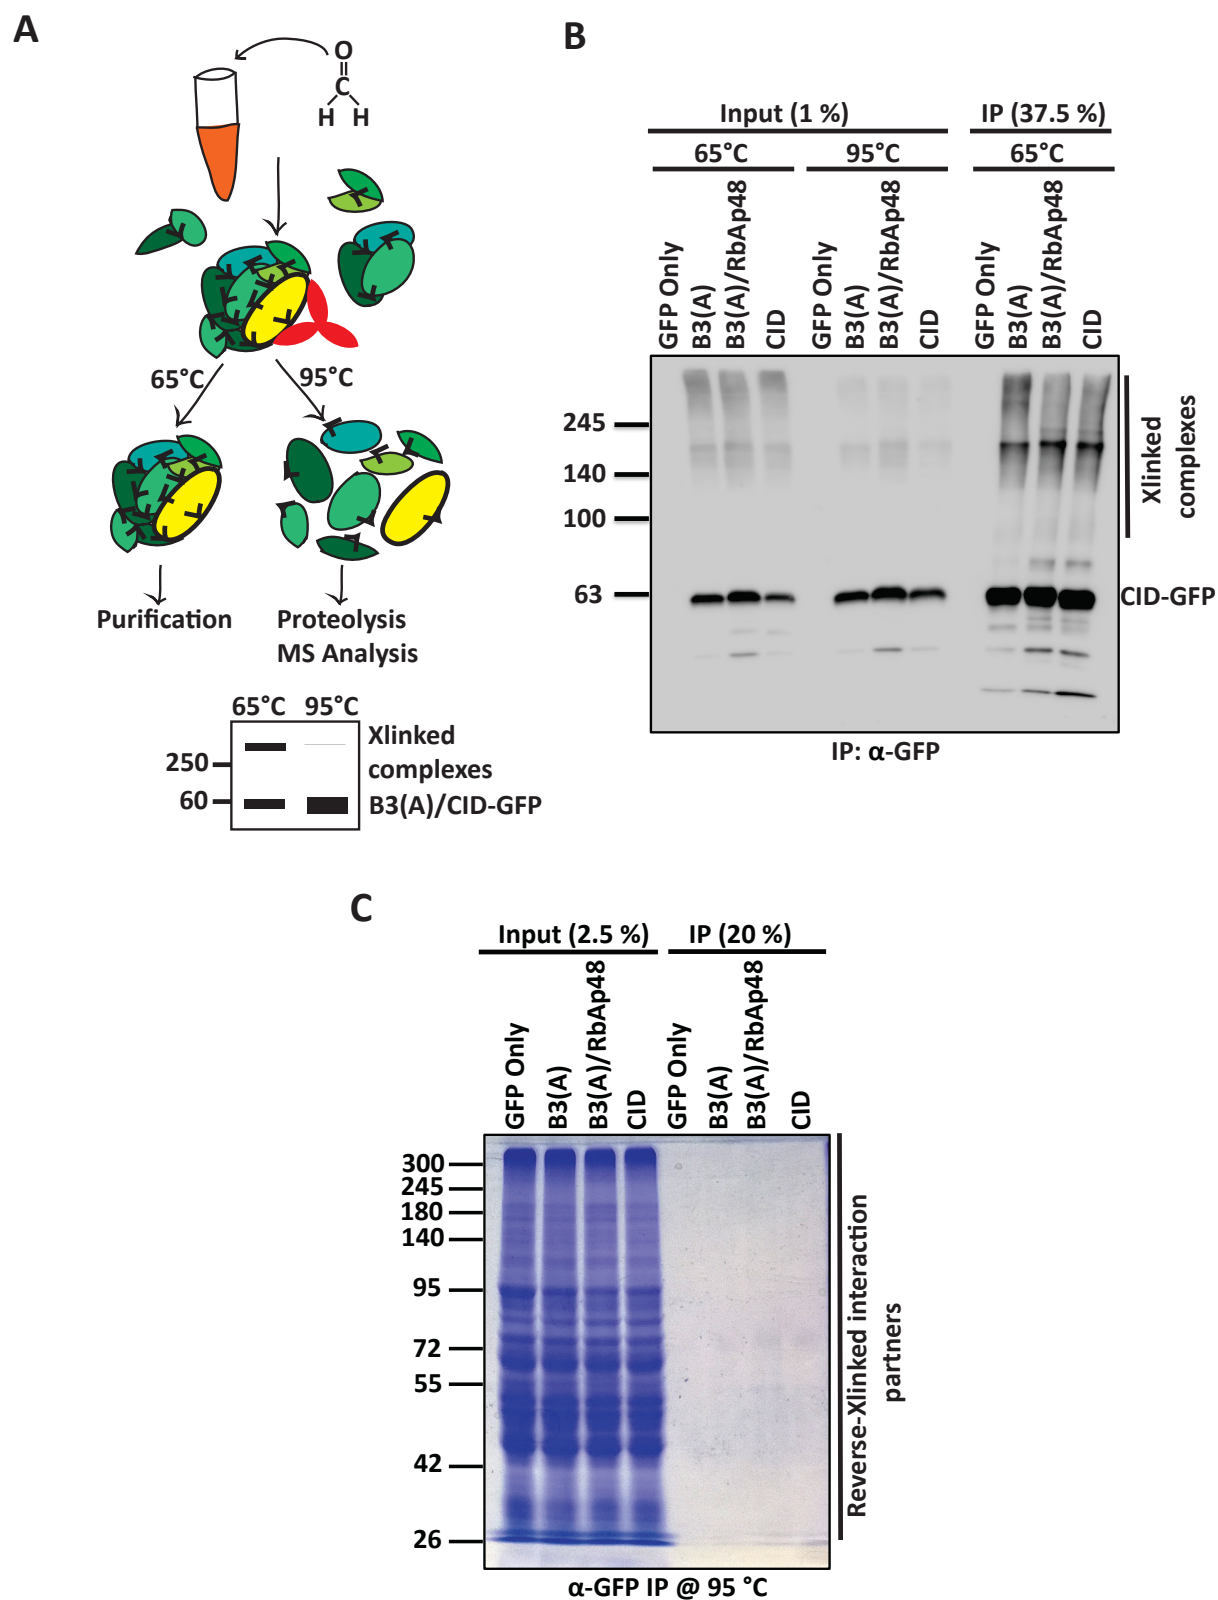 A
O
C
H H
65°C
95°C
Purification
Proteolysis
MS Analysis
65°C 95°C
Xlinked
complexes
250
60
B3(A)/CID-GFP
B
Input (1 %)
IP (37.5 %)
65°C
95°C
65°C
GFP Only
B3(A)
B3(A)/RbAp48
CID
GFP Only
B3(A)
B3(A)/RbAp48
CID
GFP Only
B3(A)
B3(A)/RbAp48
CID
245
140
100
63
Xlinked
complexes
CID-GFP
IP: α-GFP
C
Input (2.5 %)
IP (20 %)
GFP Only
B3(A)
B3(A)/RbAp48
CID
GFP Only
B3(A)
B3(A)/RbAp48
CID
300
245
180
140
95
72
55
42
26
Reverse-Xlinked interaction
partners
α-GFP IP @ 95 °C